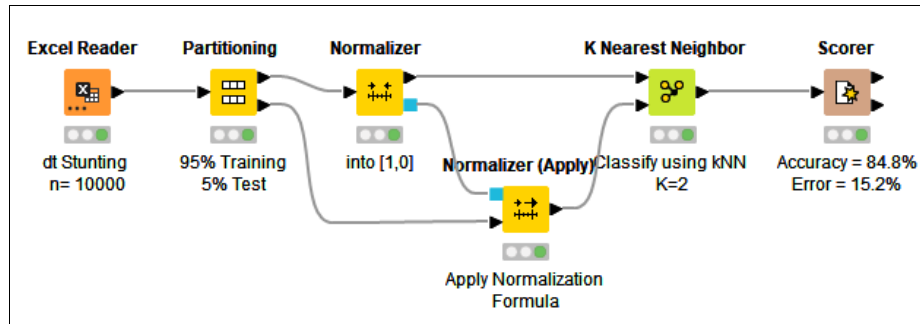 Excel Reader
dt Stunting
n= 10000
Partitioning
95% Training
5% Test
Normalizer
into [1,0]
Normalizer (Apply)
Apply Normalization
Formula
K Nearest Neighbor
Classify using kNN
K=2
Scorer
Accuracy = 84.8%
Error = 15.2%